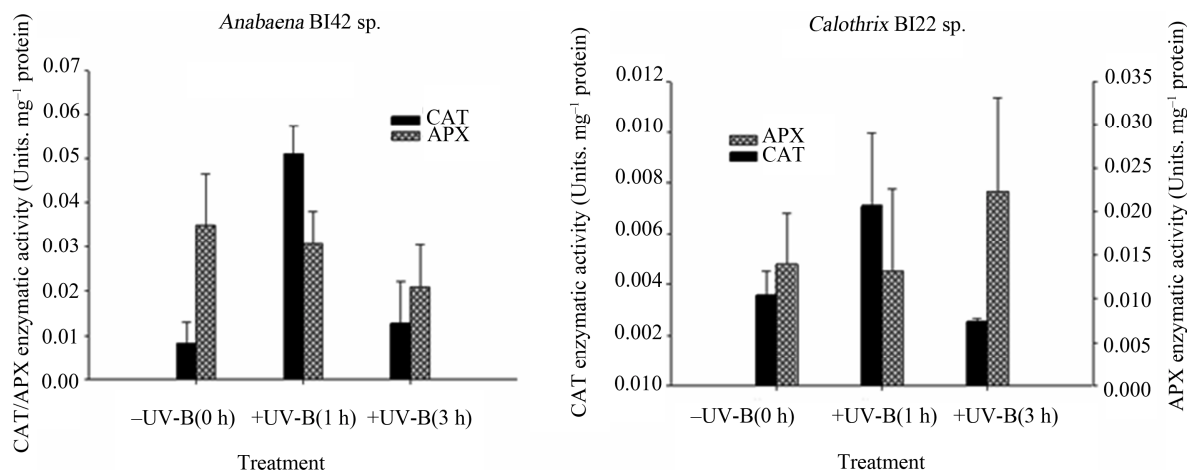 Anabaena BI42 sp.
CAT/APX enzymatic activity (Units. mg⁻¹ protein)
0.07
0.06
0.05
0.04
0.03
0.02
0.01
0.00
CAT
APX
–UV-B(0 h) +UV-B(1 h) +UV-B(3 h)
Treatment
Calothrix BI22 sp.
CAT enzymatic activity (Units. mg⁻¹ protein)
0.012
0.010
0.008
0.006
0.004
0.002
0.010
APX
CAT
0.035
0.030
0.025
0.020
0.015
0.010
0.005
0.000
APX enzymatic activity (Units. mg⁻¹ protein)
–UV-B(0 h) +UV-B(1 h) +UV-B(3 h)
Treatment